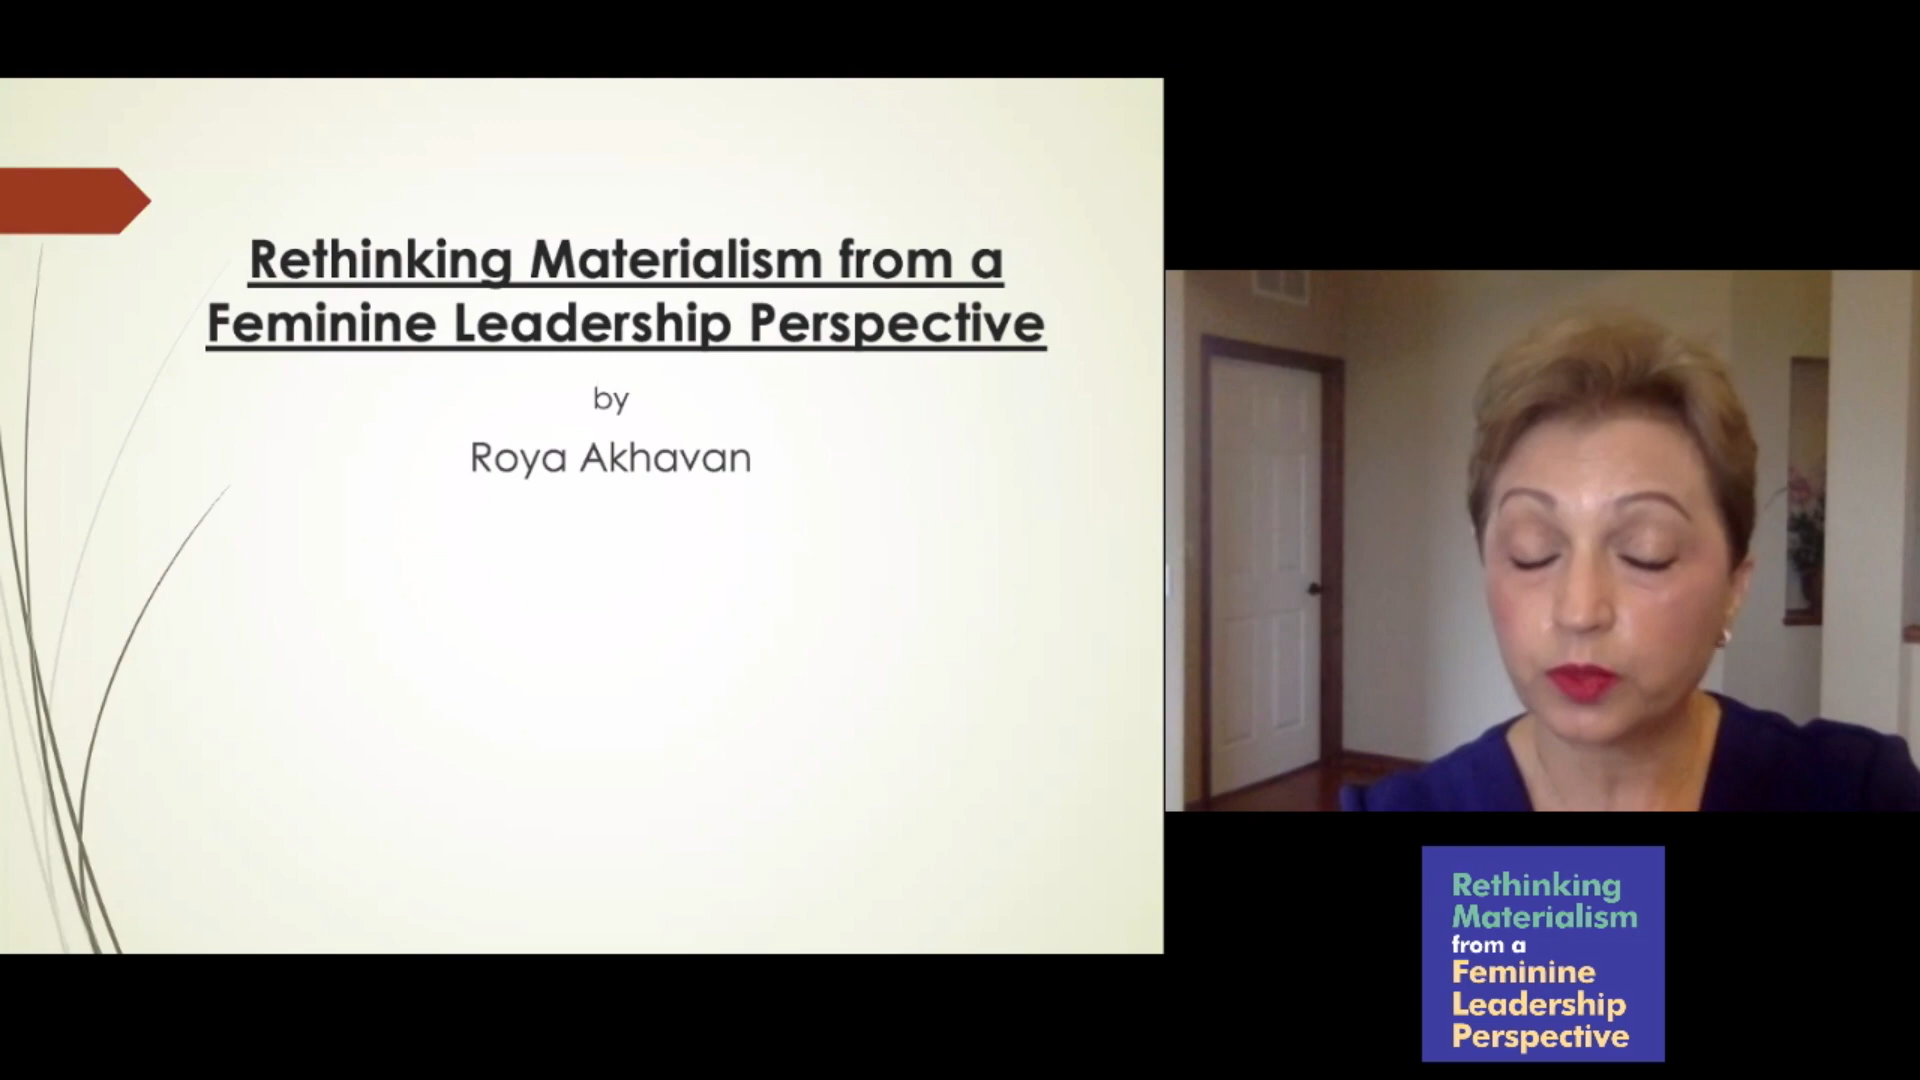 Rethinking Materialism from a
Feminine Leadership Perspective
by
Roya Akhavan
Rethinking
Materialism
from a
Feminine
Leadership
Perspective